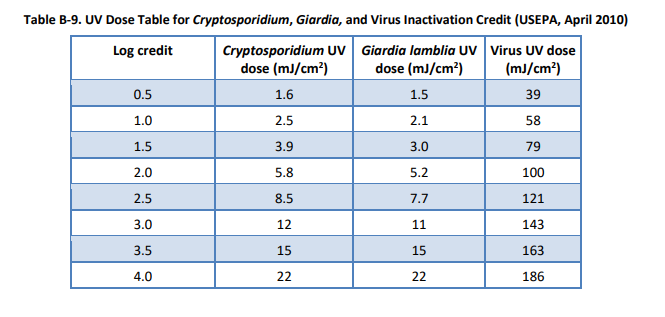 Table B-9. UV Dose Table for Cryptosporidium, Giardia, and Virus Inactivation Credit (USEPA, April 2010)
Log credit Cryptosporidium UV dose (mJ/cm²) Giardia lamblia UV dose (mJ/cm²) Virus UV dose (mJ/cm²)
0.5 1.6 1.5 39
1.0 2.5 2.1 58
1.5 3.9 3.0 79
2.0 5.8 5.2 100
2.5 8.5 7.7 121
3.0 12 11 143
3.5 15 15 163
4.0 22 22 186